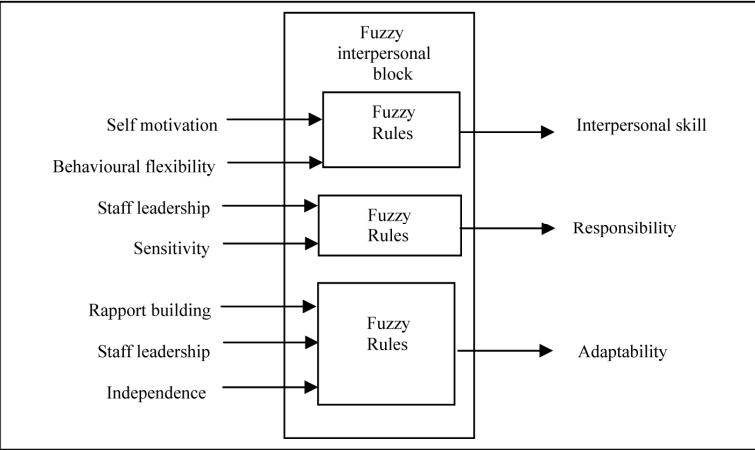 Fuzzy
interpersonal
block
Self motivation
Behavioural flexibility
Fuzzy
Rules
Interpersonal skill
Staff leadership
Sensitivity
Fuzzy
Rules
Responsibility
Rapport building
Staff leadership
Independence
Fuzzy
Rules
Adaptability